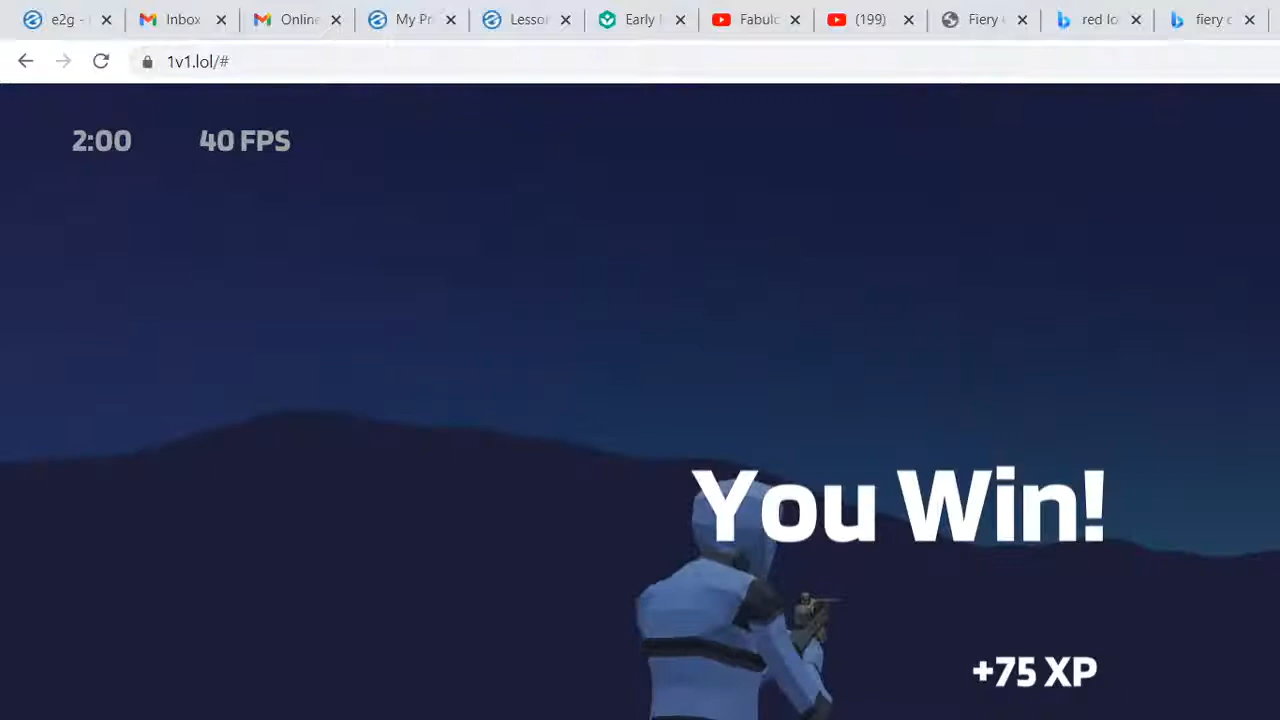 e2g - Inbox Online My Pr Lesso Early Fabulo (199) Fiery red lo fiery
1v1.lol/#
2:00 40 FPS
You Win!
+75 XP